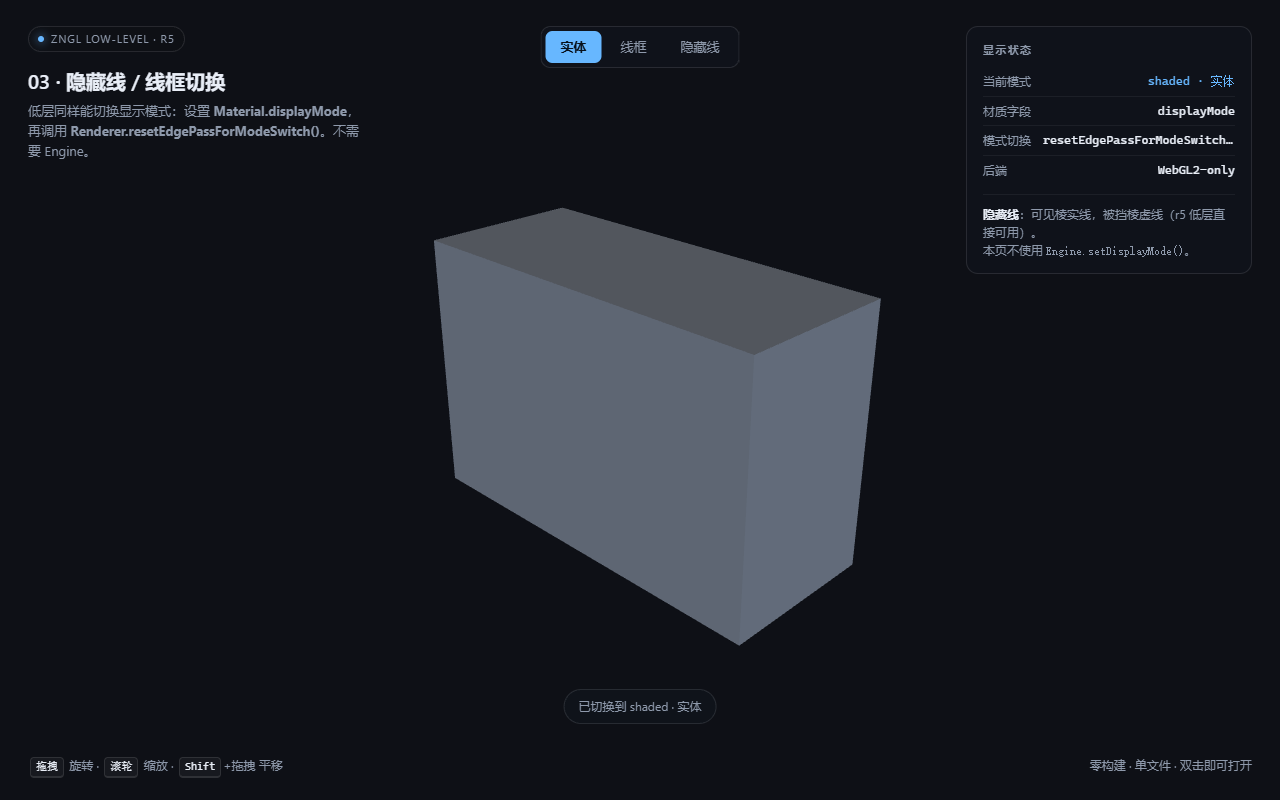 ZNGL LOW-LEVEL · R5
03 · 隐藏线 / 线框切换
低层同样能切换显示模式：设置 Material.displayMode，
再调用 Renderer.resetEdgePassForModeSwitch()。不需
要 Engine。
实体 线框 隐藏线
显示状态
当前模式 shaded · 实体
材质字段 displayMode
模式切换 resetEdgePassForModeSwitch…
后端 WebGL2-only
隐藏线：可见棱实线，被挡棱虚线（r5 低层直
接可用）。
本页不使用 Engine.setDisplayMode()。
已切换到 shaded · 实体
拖拽 旋转 · 滚轮 缩放 · Shift +拖拽 平移
零构建 · 单文件 · 双击即可打开